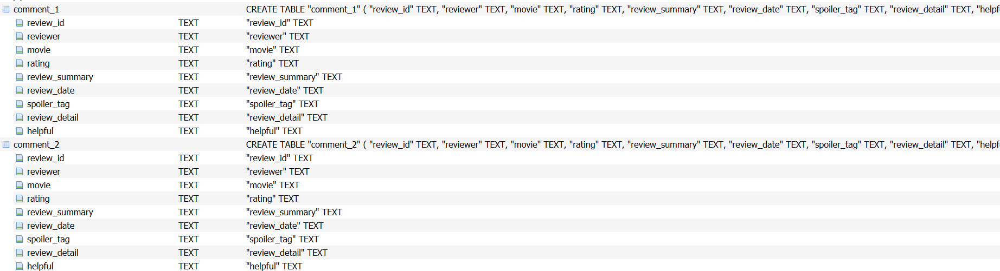 comment_1 CREATE TABLE "comment_1" ( "review_id" TEXT, "reviewer" TEXT, "movie" TEXT, "rating" TEXT, "review_summary" TEXT, "review_date" TEXT, "spoiler_tag" TEXT, "review_detail" TEXT, "helpf
review_id TEXT "review_id" TEXT
reviewer TEXT "reviewer" TEXT
movie TEXT "movie" TEXT
rating TEXT "rating" TEXT
review_summary TEXT "review_summary" TEXT
review_date TEXT "review_date" TEXT
spoiler_tag TEXT "spoiler_tag" TEXT
review_detail TEXT "review_detail" TEXT
helpful TEXT "helpful" TEXT
comment_2 CREATE TABLE "comment_2" ( "review_id" TEXT, "reviewer" TEXT, "movie" TEXT, "rating" TEXT, "review_summary" TEXT, "review_date" TEXT, "spoiler_tag" TEXT, "review_detail" TEXT, "helpf
review_id TEXT "review_id" TEXT
reviewer TEXT "reviewer" TEXT
movie TEXT "movie" TEXT
rating TEXT "rating" TEXT
review_summary TEXT "review_summary" TEXT
review_date TEXT "review_date" TEXT
spoiler_tag TEXT "spoiler_tag" TEXT
review_detail TEXT "review_detail" TEXT
helpful TEXT "helpful" TEXT